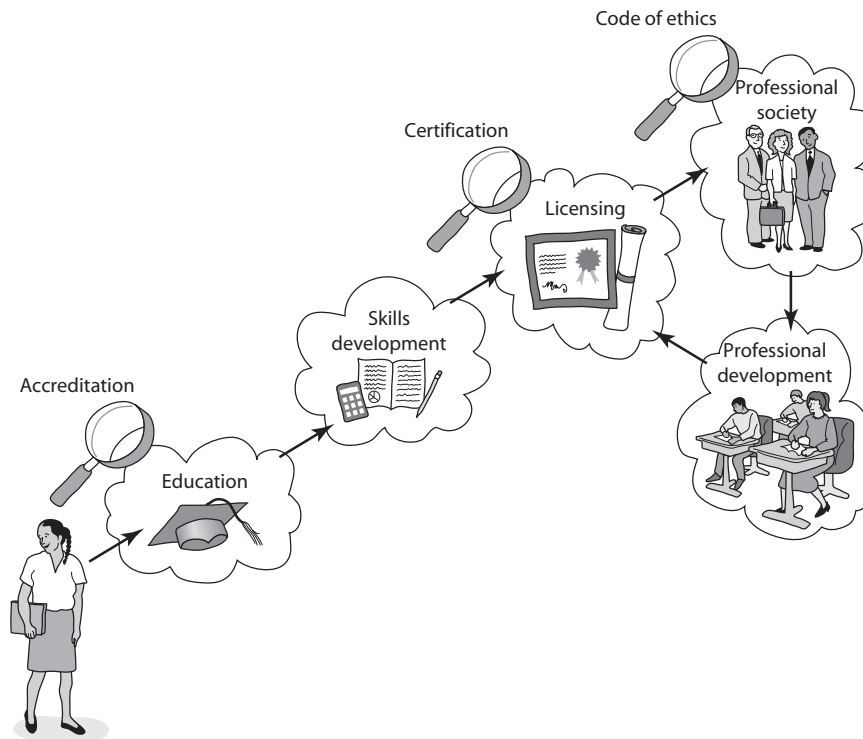 Code of ethics
Professional
society
Certification
Licensing
Skills
development
Professional
development
Accreditation
Education